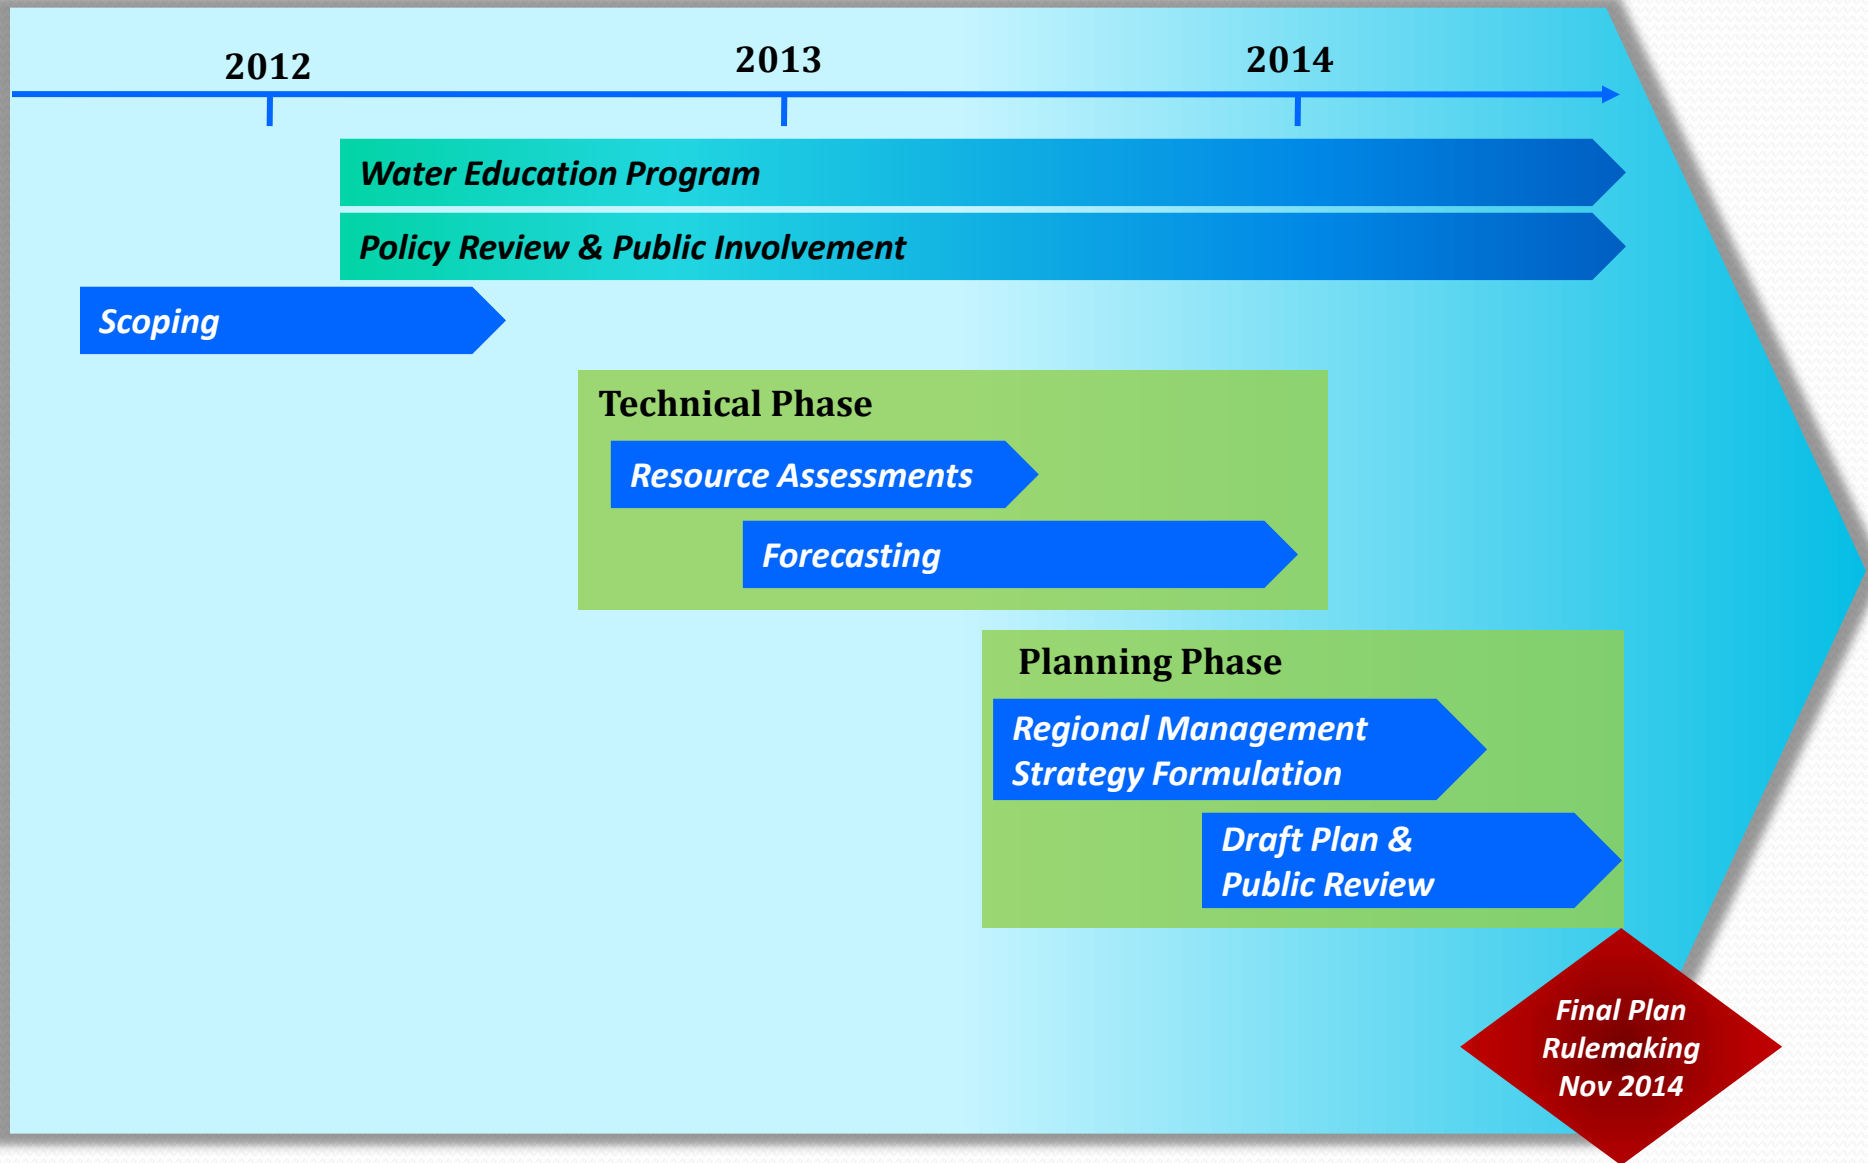 2012
2013
2014
Water Education Program
Policy Review & Public Involvement
Scoping
Technical Phase
Resource Assessments
Forecasting
Planning Phase
Regional Management
Strategy Formulation
Draft Plan &
Public Review
Final Plan
Rulemaking
Nov 2014